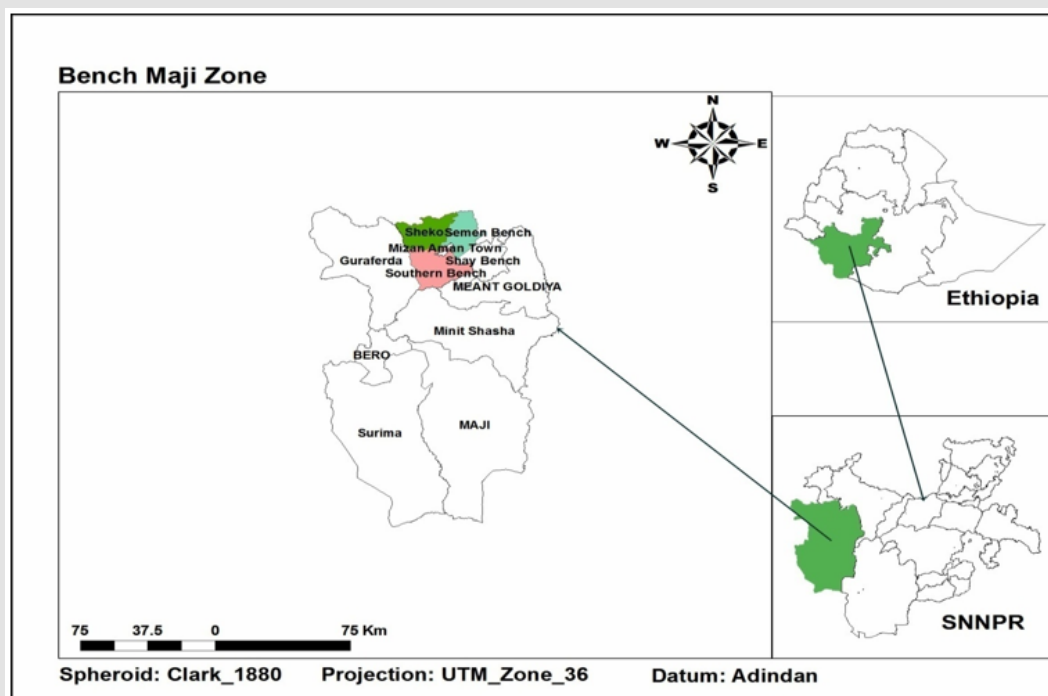 Bench Maji Zone
N
W E
S
Sheko Semen Bench
Mizan Aman Town
Guraferda Shay Bench
Southern Bench
MEANT GOLDIYA
Minit Shasha
BERO
Surima
MAJI
Ethiopia
SNNPR
75 37.5 0 75 Km
Spheroid: Clark_1880 Projection: UTM_Zone_36 Datum: Adindan